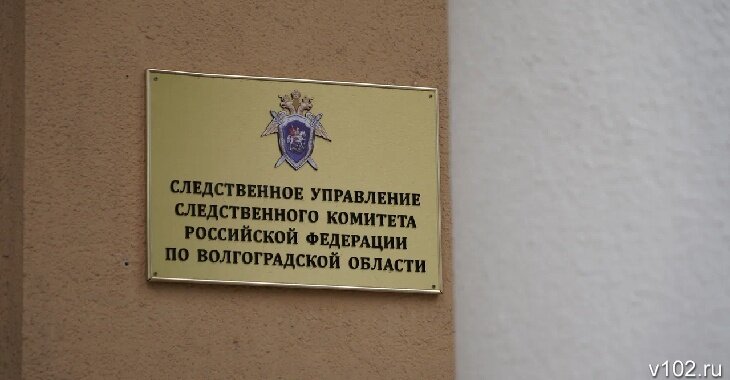 СЛЕДСТВЕННОЕ УПРАВЛЕНИЕ
СЛЕДСТВЕННОГО КОМИТЕТА
РОССИЙСКОЙ ФЕДЕРАЦИИ
ПО ВОЛГОГРАДСКОЙ ОБЛАСТИ
v102.ru